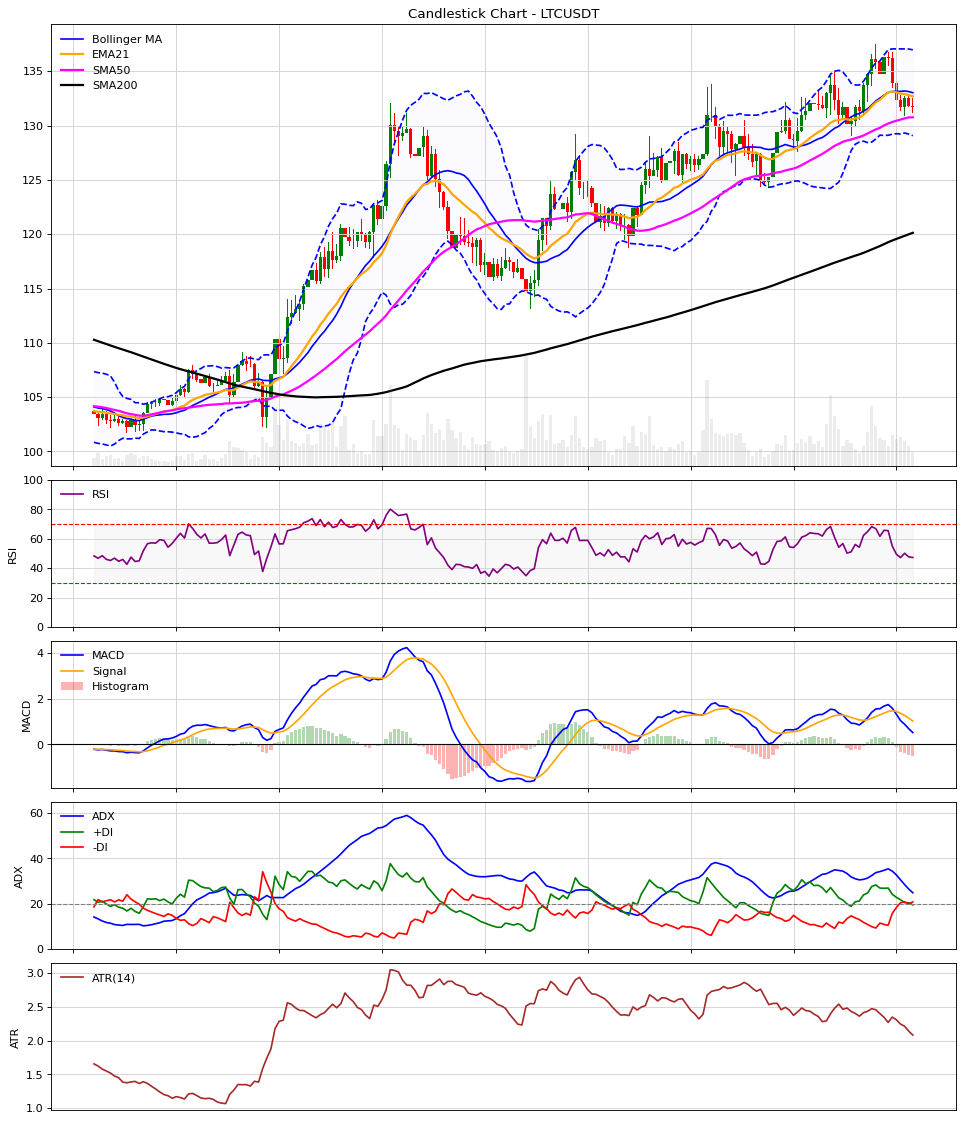 Candlestick Chart - LTCUSDT
Bollinger MA
EMA21
SMA50
SMA200
135
130
125
120
115
110
105
100
RSI
RSI
100
80
60
40
20
0
MACD
Signal
Histogram
MACD
4
2
0
ADX
+DI
-DI
ADX
60
40
20
0
ATR(14)
ATR
3.0
2.5
2.0
1.5
1.0